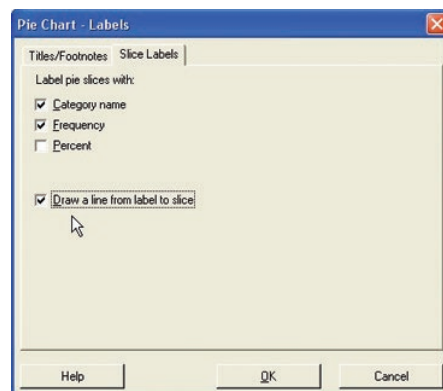 Pie Chart - Labels
Titles/Footnotes Slice Labels
Label pie slices with:
Category name
Frequency
Percent
Draw a line from label to slice
Help OK Cancel